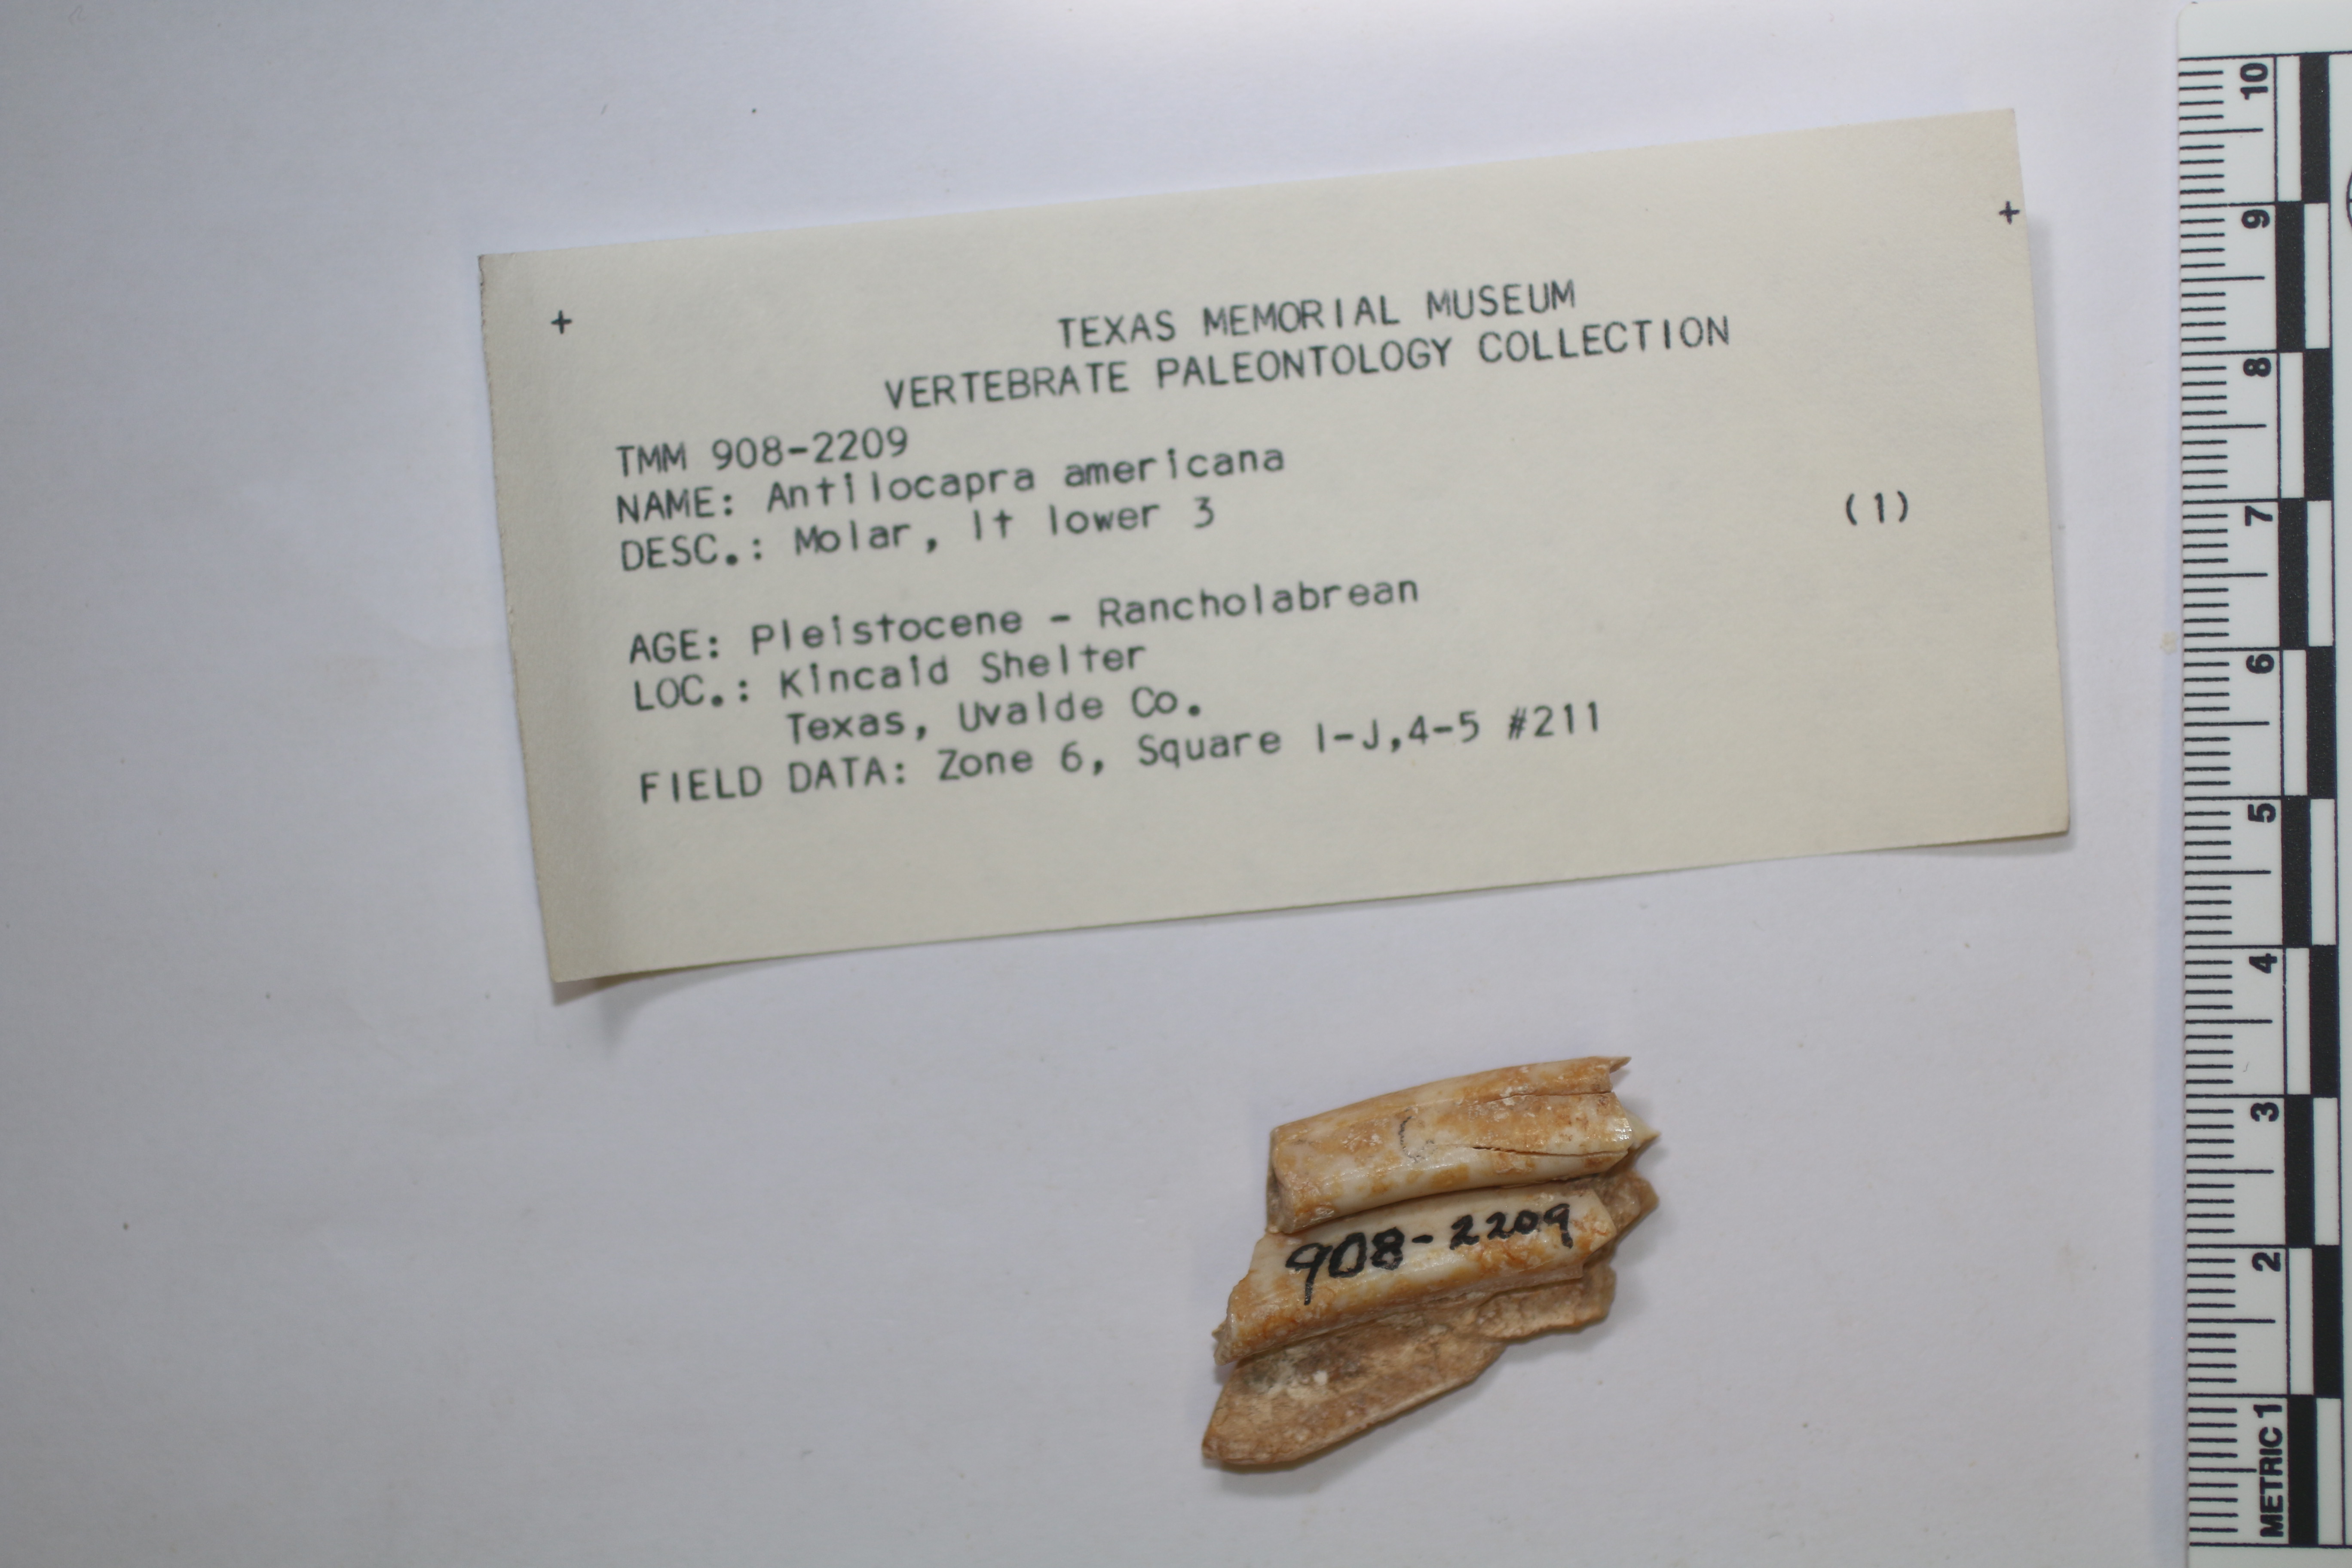 + +
TEXAS MEMORIAL MUSEUM
VERTEBRATE PALEONTOLOGY COLLECTION
TMM 908-2209
NAME: Antilocapra americana
DESC.: Molar, lt lower 3 (1)
AGE: Pleistocene - Rancholabrean
LOC.: Kincaid Shelter
Texas, Uvalde Co.
FIELD DATA: Zone 6, Square I-J,4-5 #211
908-2209
10
9
8
7
6
5
4
3
2
METRIC 1